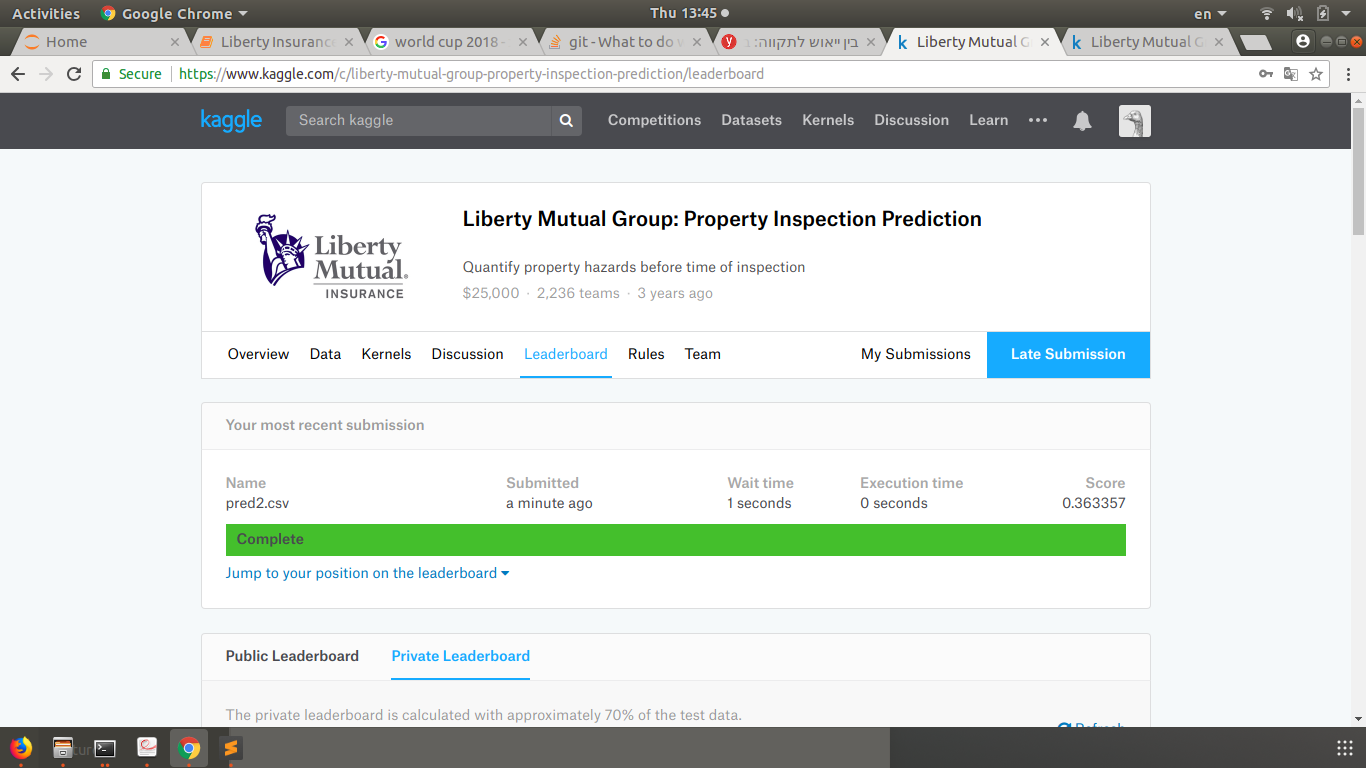 Activities Google Chrome Thu 13:45 en
Home Liberty Insuranc world cup 2018 - git - What to do בין ייאוש לתקווה: Liberty Mutual G Liberty Mutual G
Secure https://www.kaggle.com/c/liberty-mutual-group-property-inspection-prediction/leaderboard
kaggle Search kaggle Competitions Datasets Kernels Discussion Learn
Liberty Mutual Group: Property Inspection Prediction
Liberty
Mutual®
INSURANCE
Quantify property hazards before time of inspection
$25,000 · 2,236 teams · 3 years ago
Overview Data Kernels Discussion Leaderboard Rules Team My Submissions Late Submission
Your most recent submission
Name Submitted Wait time Execution time Score
pred2.csv a minute ago 1 seconds 0 seconds 0.363357
Complete
Jump to your position on the leaderboard
Public Leaderboard Private Leaderboard
The private leaderboard is calculated with approximately 70% of the test data.
Refresh